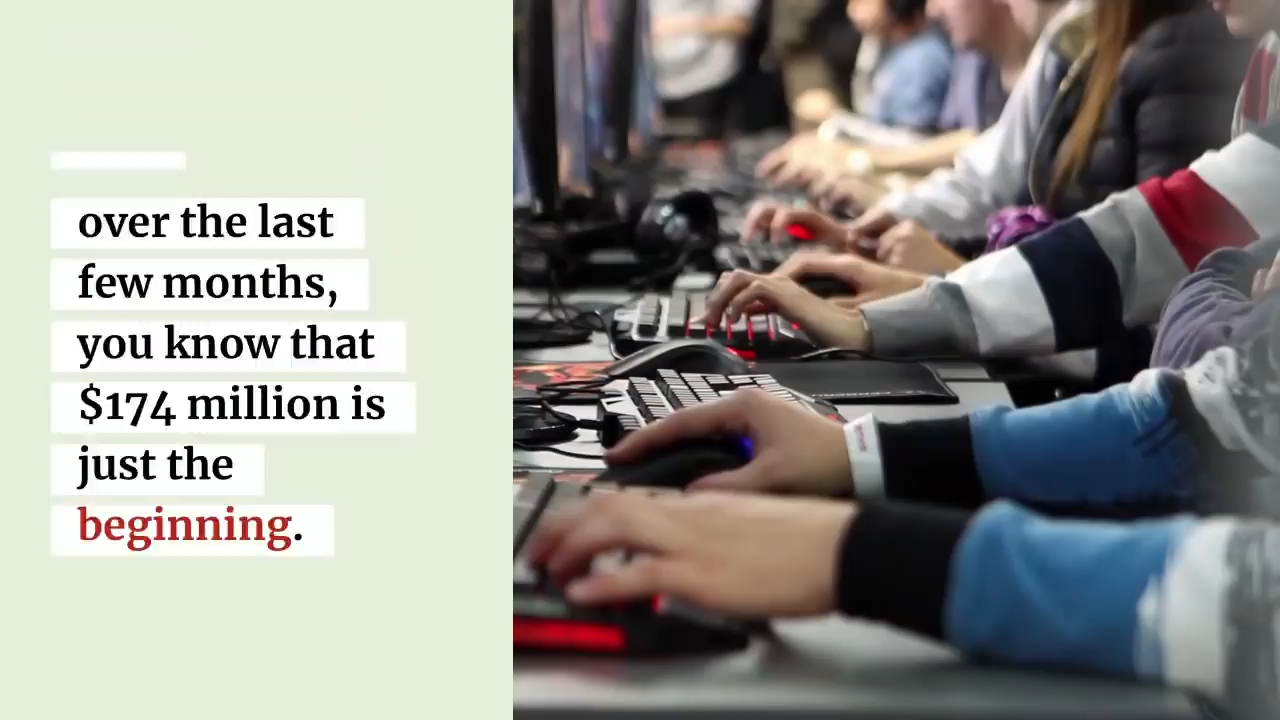 over the last
few months,
you know that
$174 million is
just the
beginning.